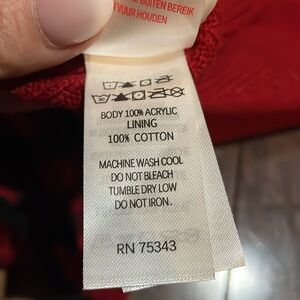 BUITEN BEREIK
VUUR HOUDEN
BODY 100% ACRYLIC
LINING
100% COTTON
MACHINE WASH COOL
DO NOT BLEACH
TUMBLE DRY LOW
DO NOT IRON.
RN 75343